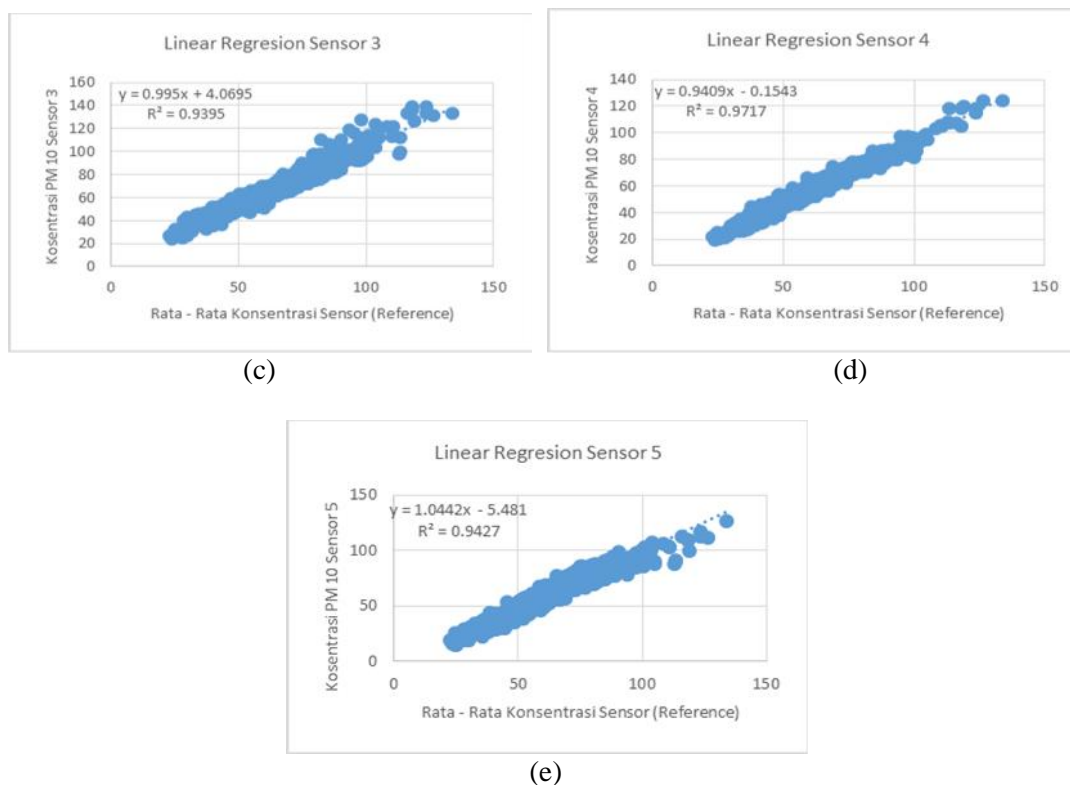 Linear Regresion Sensor 3
y = 0.995x + 4.0695
R² = 0.9395
Kosentrasi PM 10 Sensor 3
160
140
120
100
80
60
40
20
0
0 50 100 150
Rata - Rata Konsentrasi Sensor (Reference)
(c)
Linear Regresion Sensor 4
y = 0.9409x - 0.1543
R² = 0.9717
Kosentrasi PM 10 Sensor 4
140
120
100
80
60
40
20
0
0 50 100 150
Rata - Rata Konsentrasi Sensor (Reference)
(d)
Linear Regresion Sensor 5
y = 1.0442x - 5.481
R² = 0.9427
Kosentrasi PM 10 Sensor 5
150
100
50
0
0 50 100 150
Rata - Rata Konsentrasi Sensor (Reference)
(e)